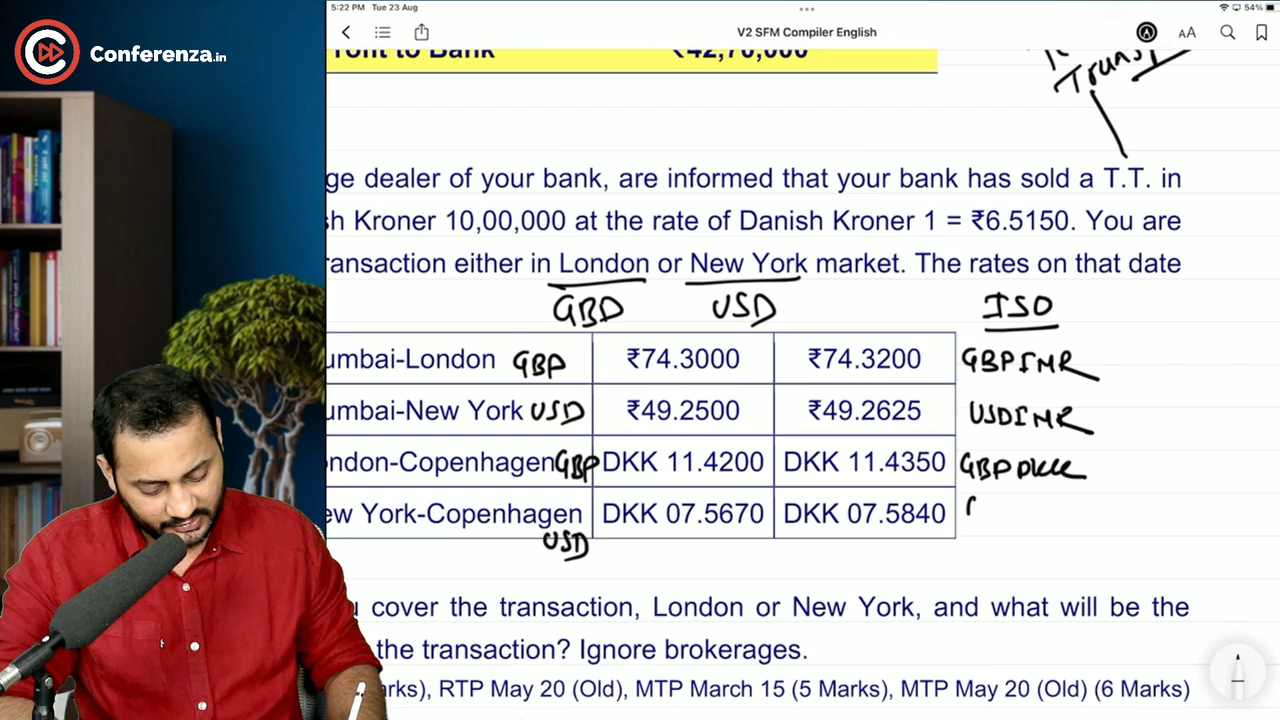 5:22 PM Tue 23 Aug
V2 SFM Compiler English
54%
AA
Conferenza.in
to Bank ₹42,70,000
Transf
ge dealer of your bank, are informed that your bank has sold a T.T. in
sh Kroner 10,00,000 at the rate of Danish Kroner 1 = ₹6.5150. You are
ransaction either in London or New York market. The rates on that date
GBD USD ISO
umbai-London GBP ₹74.3000 ₹74.3200 GBPINR
umbai-New York USD ₹49.2500 ₹49.2625 USDINR
ondon-Copenhagen GBP DKK 11.4200 DKK 11.4350 GBPDKK
ew York-Copenhagen DKK 07.5670 DKK 07.5840
USD
u cover the transaction, London or New York, and what will be the
the transaction? Ignore brokerages.
arks), RTP May 20 (Old), MTP March 15 (5 Marks), MTP May 20 (Old) (6 Marks)